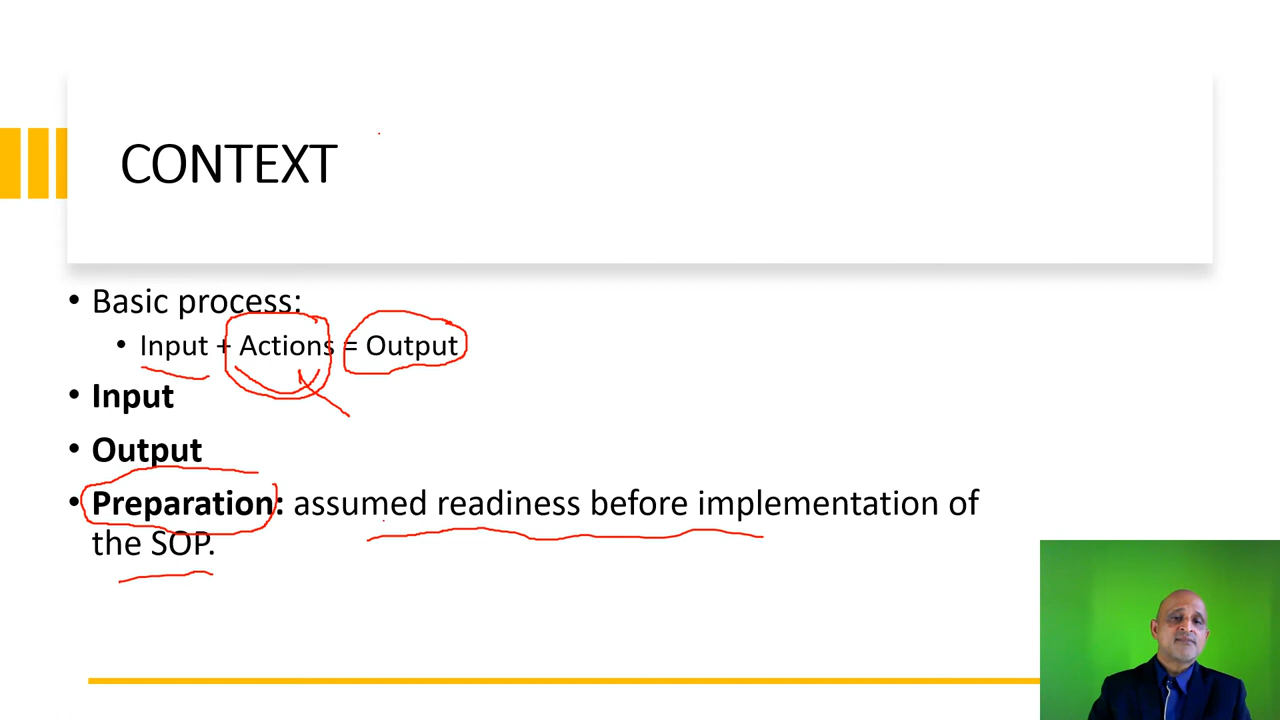 CONTEXT
• Basic process:
• Input + Actions = Output
• Input
• Output
• Preparation: assumed readiness before implementation of
the SOP.